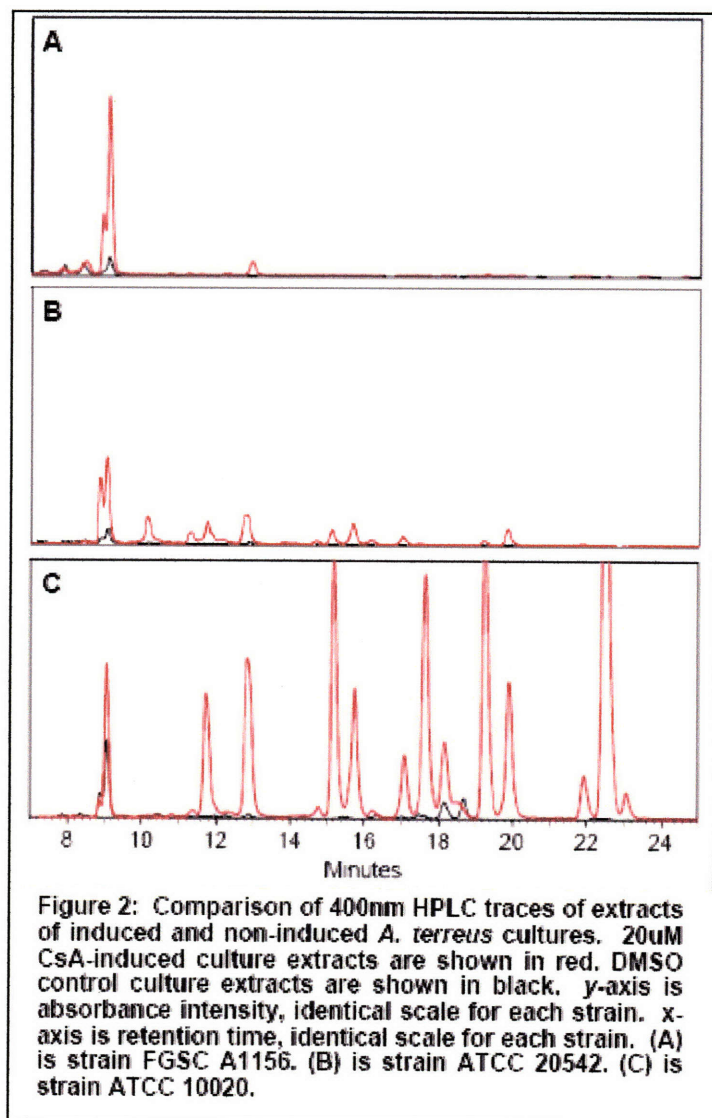 A
B
C
8 10 12 14 16 18 20 22 24
Minutes
Figure 2: Comparison of 400nm HPLC traces of extracts
of induced and non-induced A. terreus cultures. 20uM
CsA-induced culture extracts are shown in red. DMSO
control culture extracts are shown in black. y-axis is
absorbance intensity, identical scale for each strain. x-
axis is retention time, identical scale for each strain. (A)
is strain FGSC A1156. (B) is strain ATCC 20542. (C) is
strain ATCC 10020.